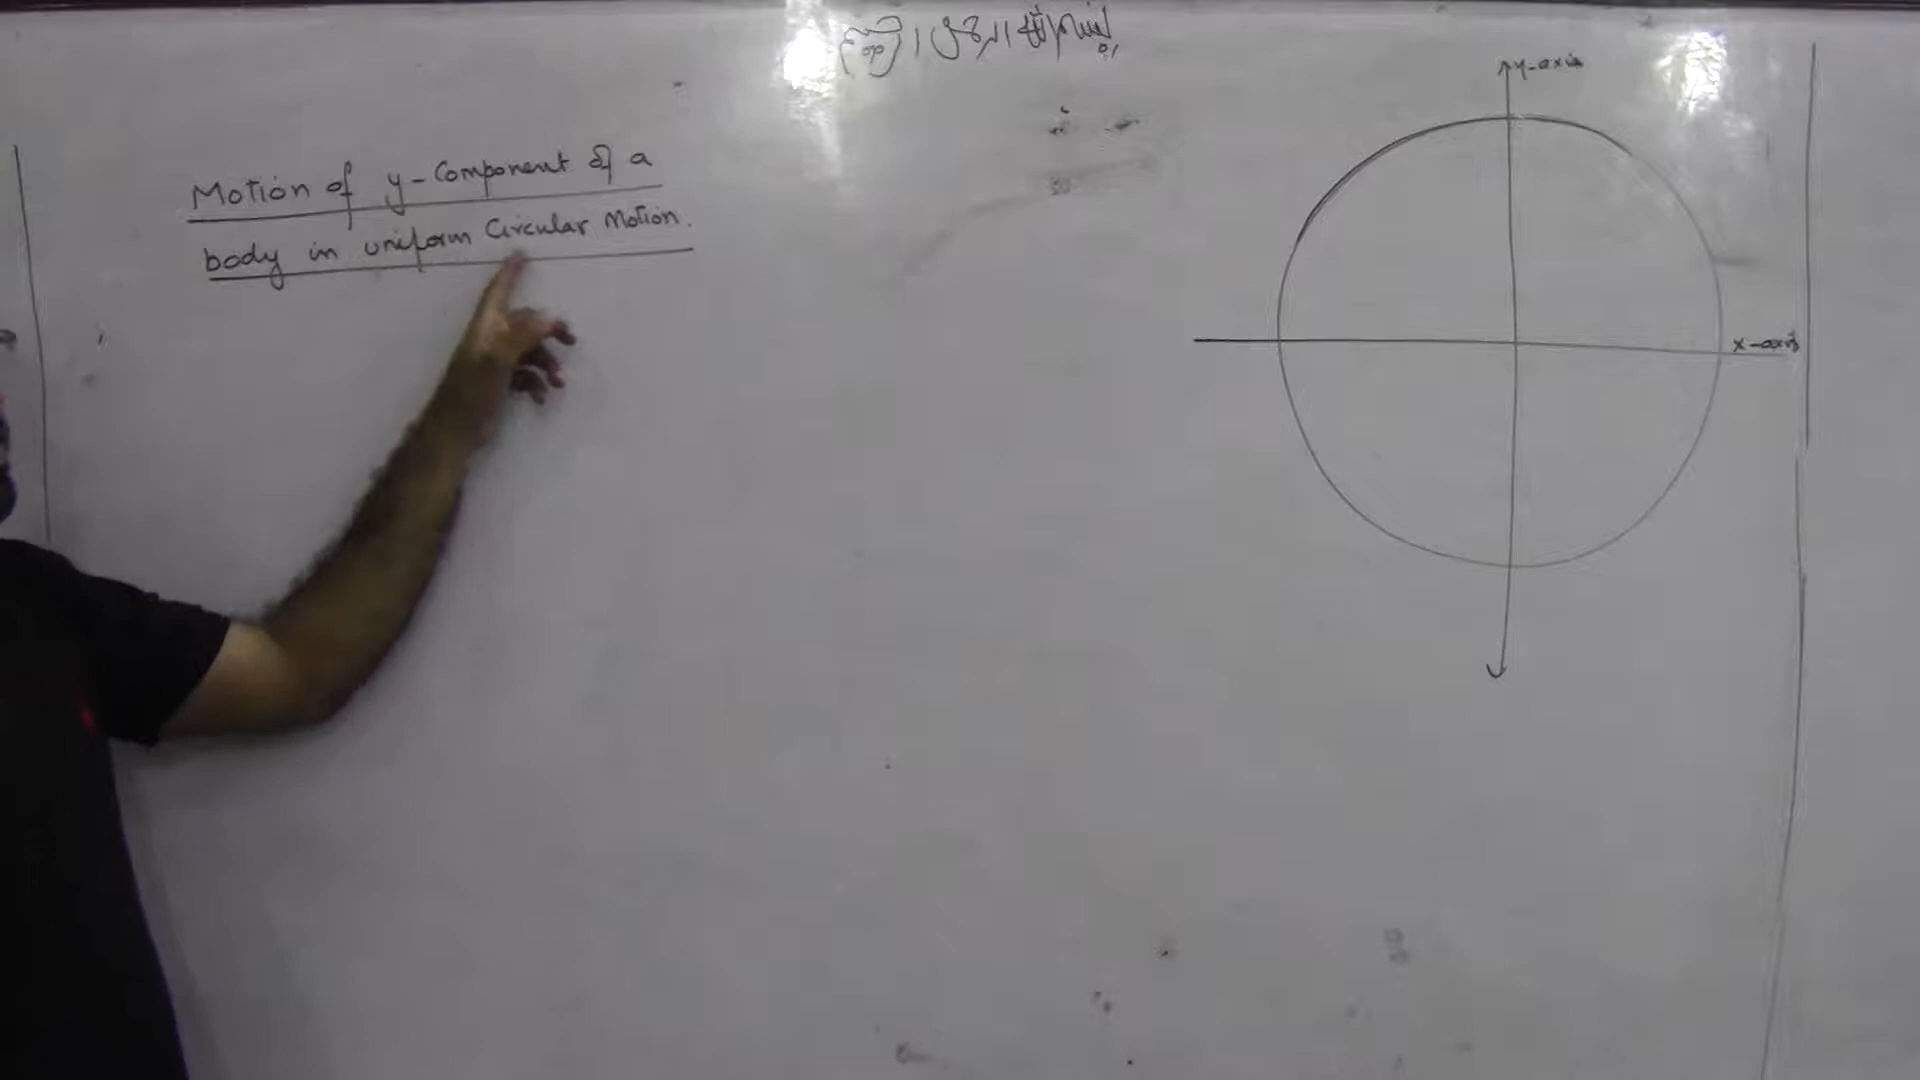 Motion of y-Component of a
body in uniform Circular Motion.
y-axis
x-axis